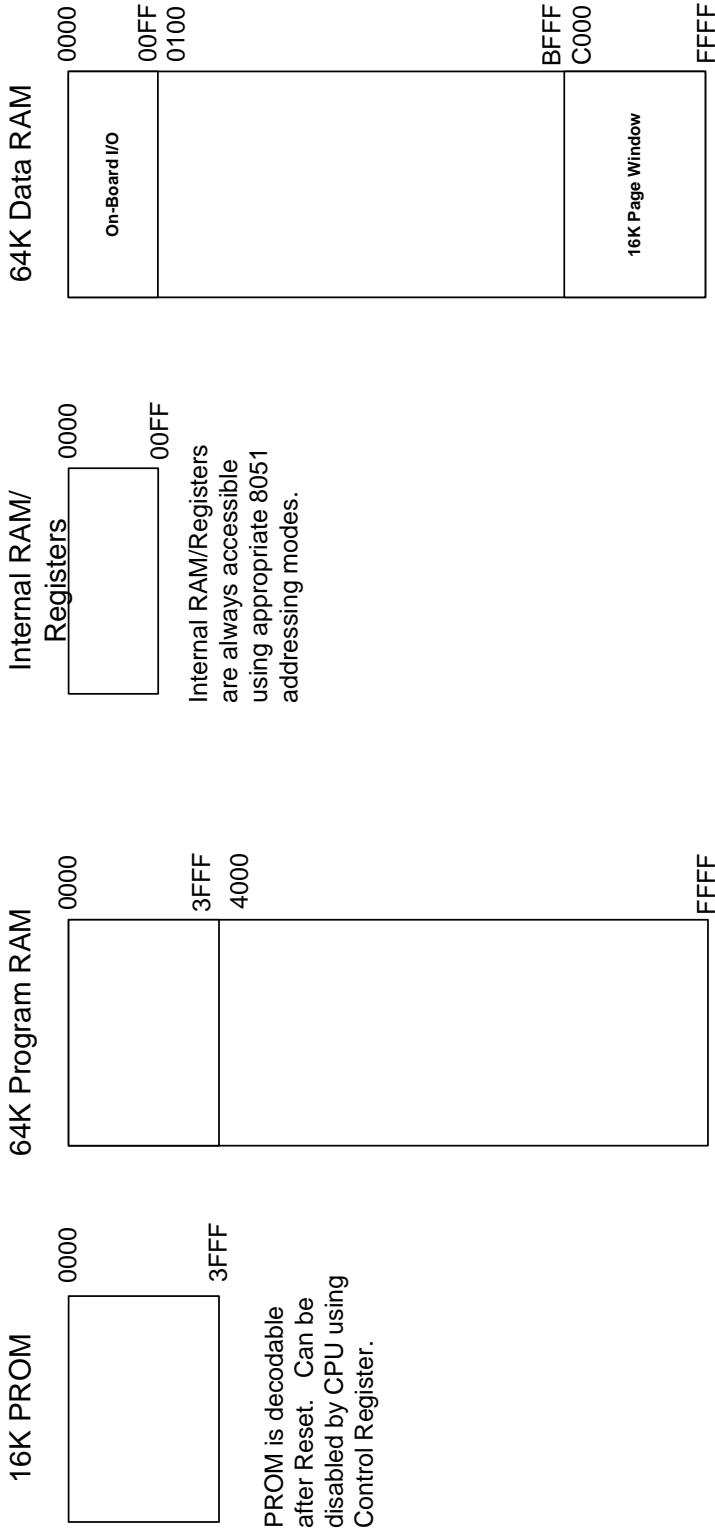 16K PROM
0000
3FFF
PROM is decodable
after Reset. Can be
disabled by CPU using
Control Register.
64K Program RAM
0000
3FFF
4000
FFFF
Internal RAM/
Registers
0000
00FF
Internal RAM/Registers
are always accessible
using appropriate 8051
addressing modes.
64K Data RAM
0000
On-Board I/O
00FF
0100
BFFF
C000
16K Page Window
FFFF